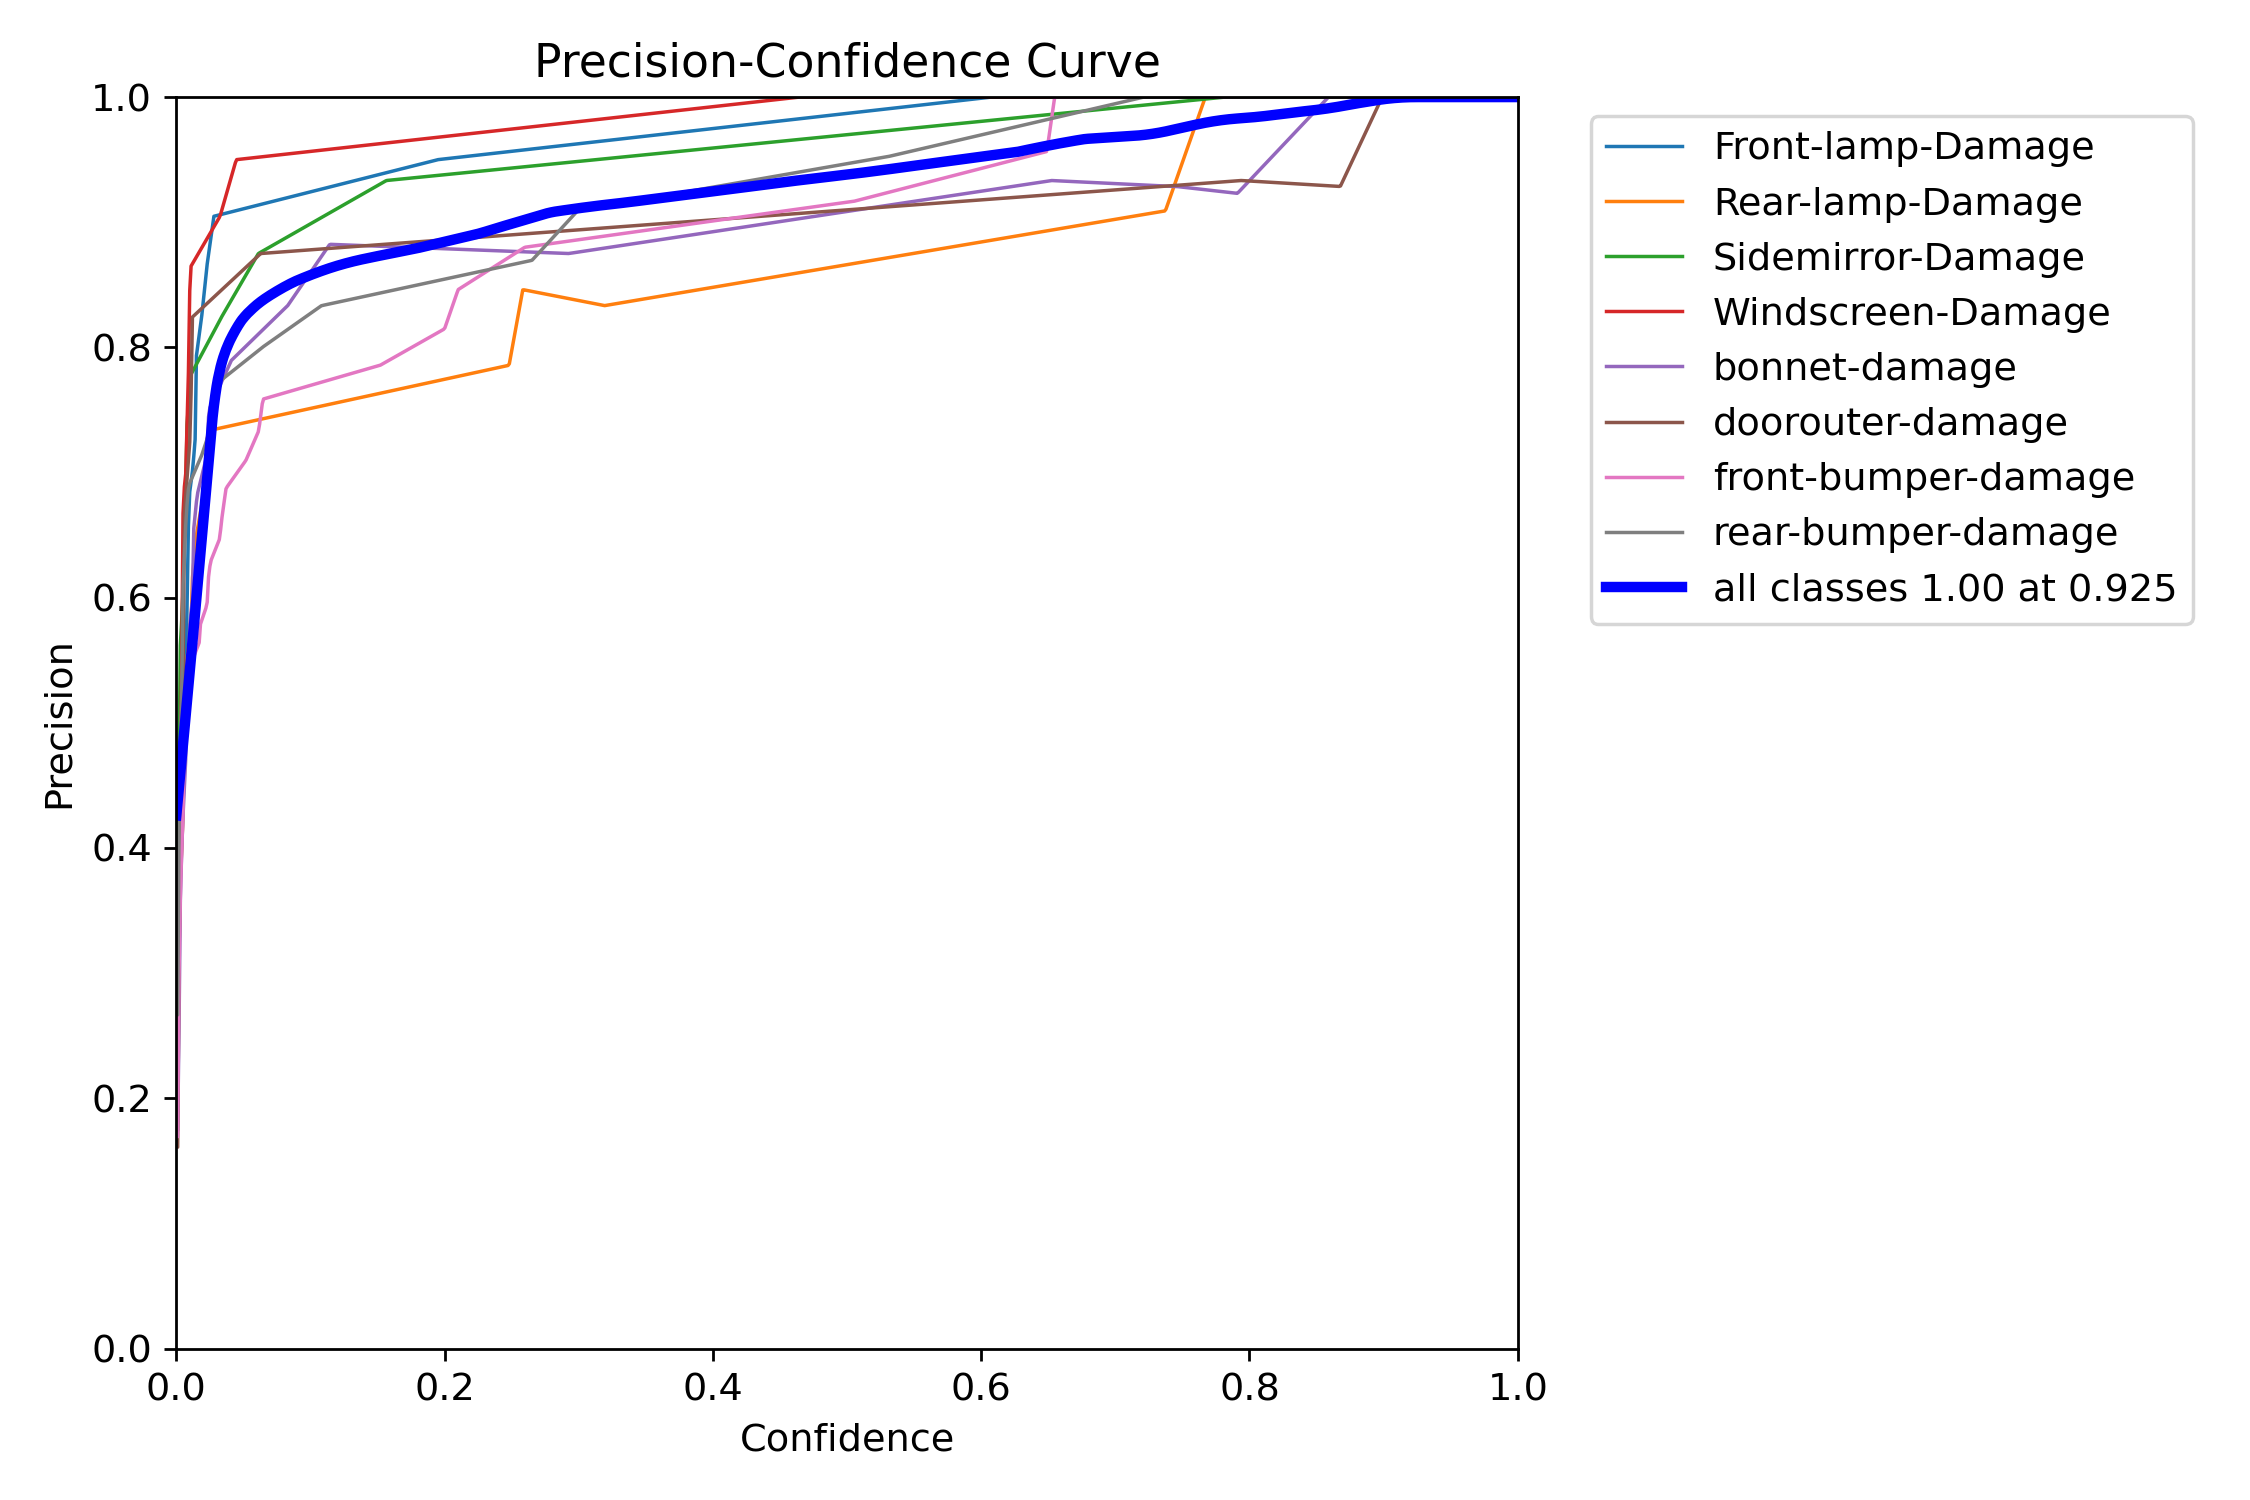 Precision-Confidence Curve
1.0
0.8
0.6
0.4
0.2
0.0
Precision
0.0 0.2 0.4 0.6 0.8 1.0
Confidence
Front-lamp-Damage
Rear-lamp-Damage
Sidemirror-Damage
Windscreen-Damage
bonnet-damage
doorouter-damage
front-bumper-damage
rear-bumper-damage
all classes 1.00 at 0.925